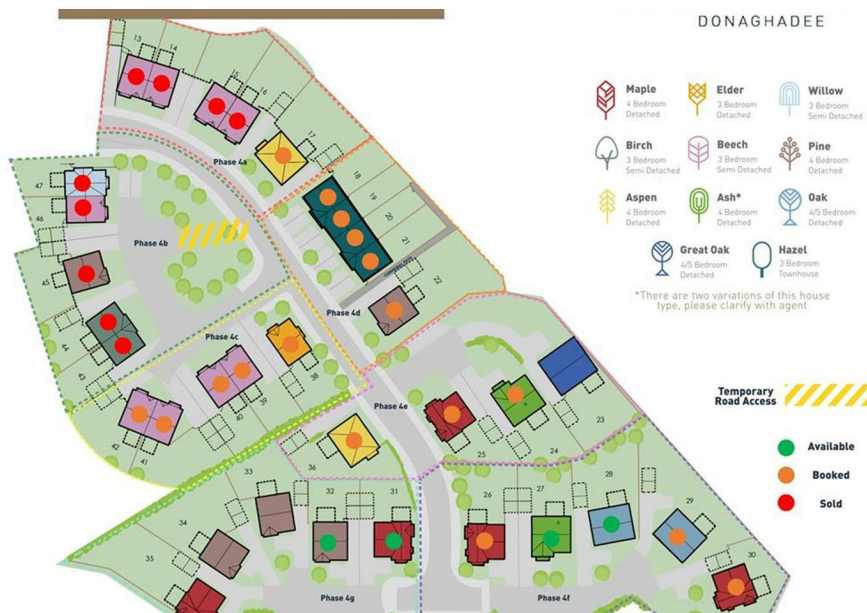 DONAGHADEE
Maple
4 Bedroom
Detached
Elder
3 Bedroom
Detached
Willow
3 Bedroom
Semi Detached
Birch
3 Bedroom
Semi Detached
Beech
3 Bedroom
Semi Detached
Pine
4 Bedroom
Detached
Aspen
4 Bedroom
Detached
Ash*
4 Bedroom
Detached
Oak
4/5 Bedroom
Detached
Great Oak
4/5 Bedroom
Detached
Hazel
3 Bedroom
Townhouse
*There are two variations of this house
type, please clarify with agent
Temporary
Road Access
Available
Booked
Sold
13
14
15
16
17
Phase 4a
18
19
20
21
22
47
46
45
44
43
Phase 4b
Phase 4d
Phase 4c
38
39
40
41
42
Phase 4e
23
24
25
36
33
32
31
34
35
26
27
28
29
30
Phase 4g
Phase 4f